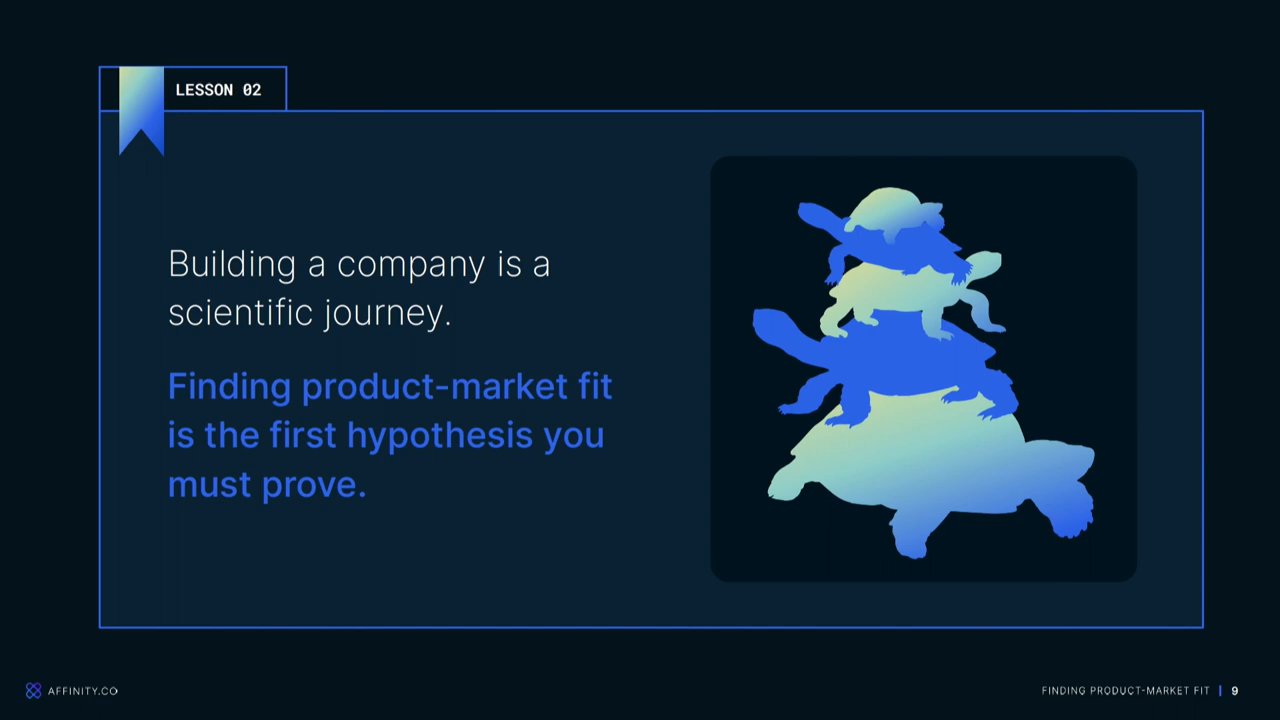 LESSON 02
Building a company is a
scientific journey.
Finding product-market fit
is the first hypothesis you
must prove.
AFFINITY.CO
FINDING PRODUCT-MARKET FIT | 9